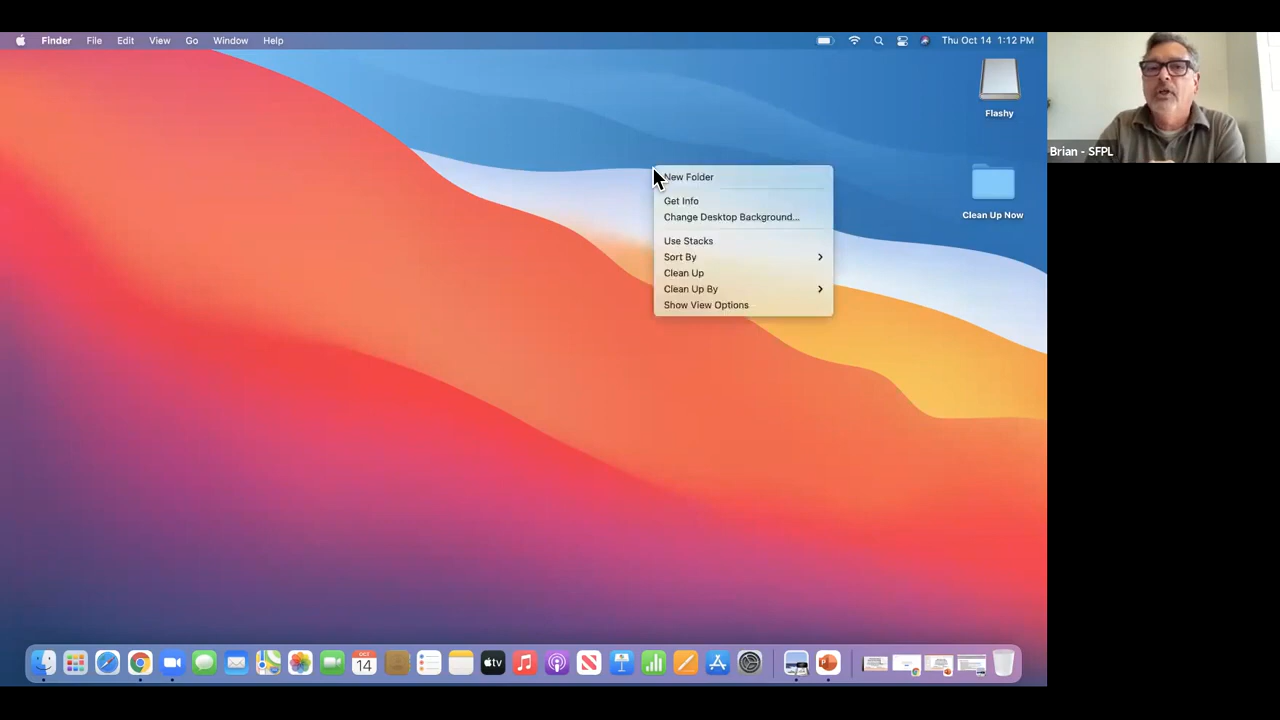 Finder File Edit View Go Window Help
Thu Oct 14 1:12 PM
Flashy
Brian - SFPL
New Folder
Clean Up Now
Get Info
Change Desktop Background...
Use Stacks
Sort By
Clean Up
Clean Up By
Show View Options
OCT
14
tv